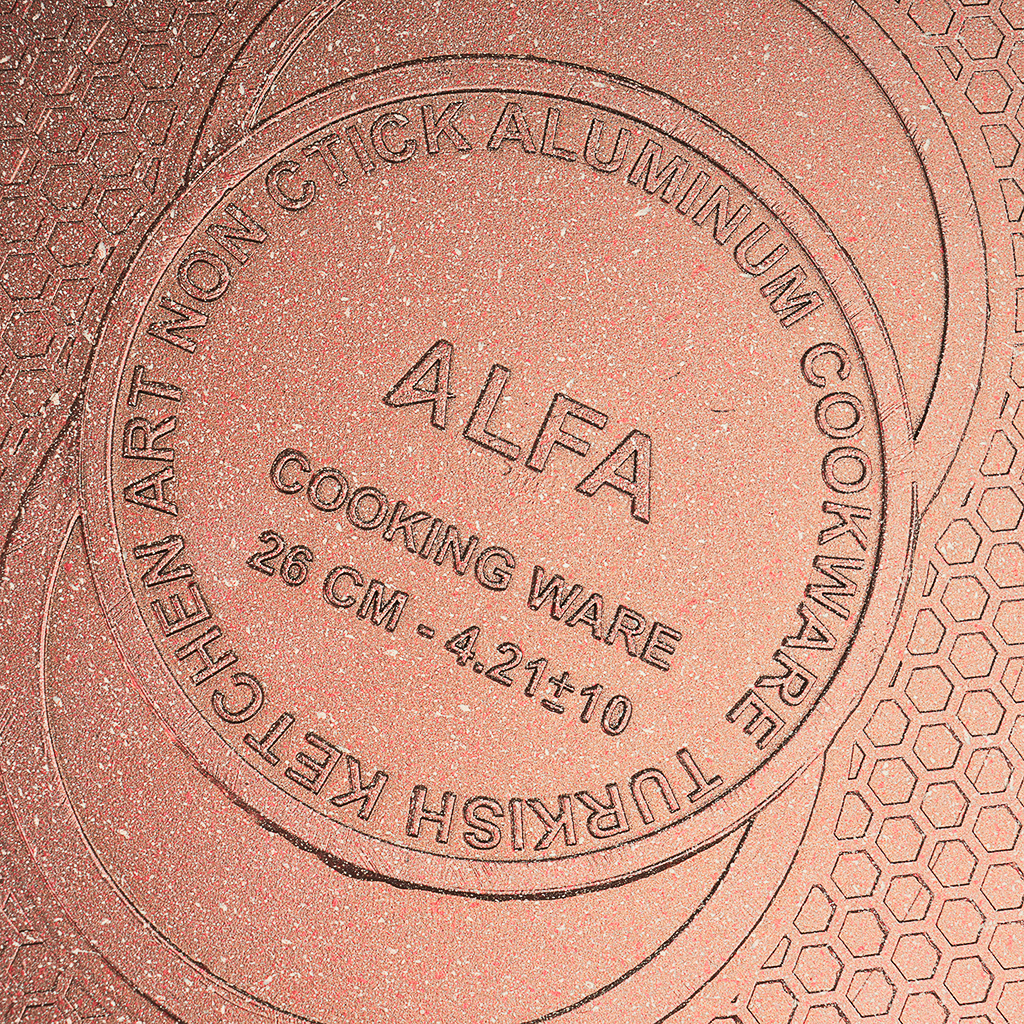 ALFA
COOKING WARE
26 CM - 4.21±10
TURKISH KETCHEN ART NON CTICK ALUMINUM COOKWARE